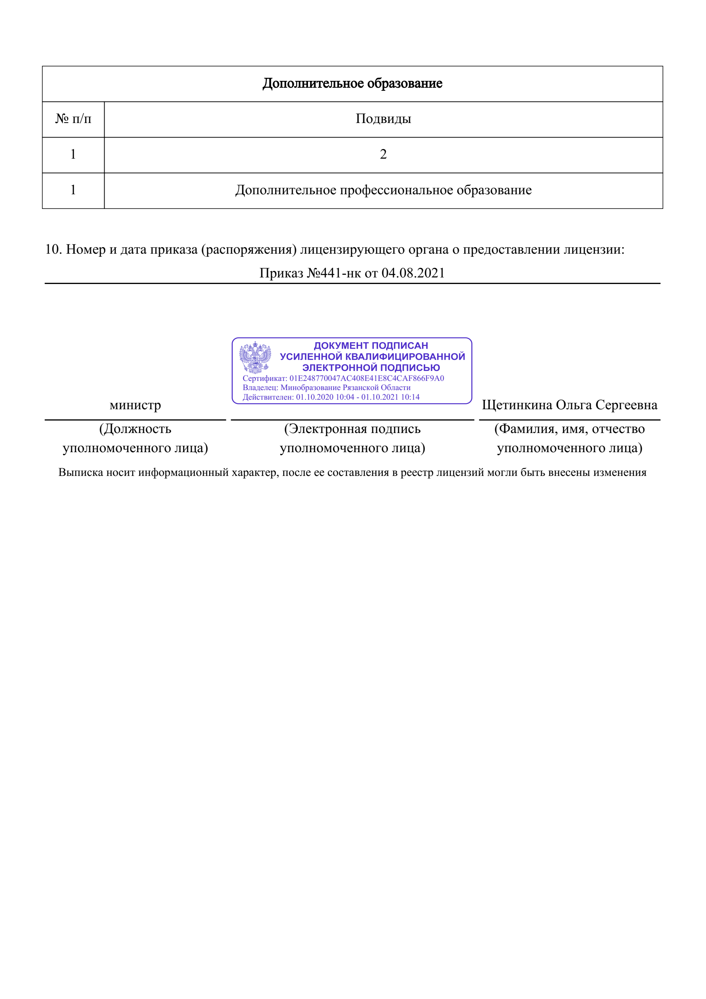 Дополнительное образование
№ п/п Подвиды
1 2
1 Дополнительное профессиональное образование
10. Номер и дата приказа (распоряжения) лицензирующего органа о предоставлении лицензии:
Приказ №441-нк от 04.08.2021
ДОКУМЕНТ ПОДПИСАН
УСИЛЕННОЙ КВАЛИФИЦИРОВАННОЙ
ЭЛЕКТРОННОЙ ПОДПИСЬЮ
Сертификат: 01E248770047AC408E41E8C4CAF866F9A0
Владелец: Минобразование Рязанской Области
Действителен: 01.10.2020 10:04 - 01.10.2021 10:14
министр Щетинкина Ольга Сергеевна
(Должность (Электронная подпись (Фамилия, имя, отчество
уполномоченного лица) уполномоченного лица) уполномоченного лица)
Выписка носит информационный характер, после ее составления в реестр лицензий могли быть внесены изменения